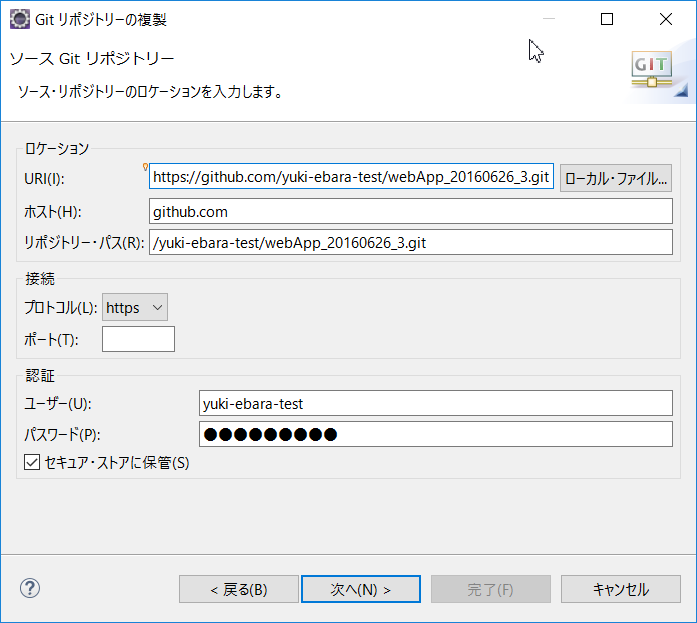 Git リポジトリーの複製
ソース Git リポジトリー
ソース・リポジトリーのロケーションを入力します。
GIT
ロケーション
URI(I): https://github.com/yuki-ebara-test/webApp_20160626_3.git ローカル・ファイル...
ホスト(H): github.com
リポジトリー・パス(R): /yuki-ebara-test/webApp_20160626_3.git
接続
プロトコル(L): https
ポート(T):
認証
ユーザー(U): yuki-ebara-test
パスワード(P): ●●●●●●●●●
セキュア・ストアに保管(S)
? < 戻る(B) 次へ(N) > 完了(F) キャンセル